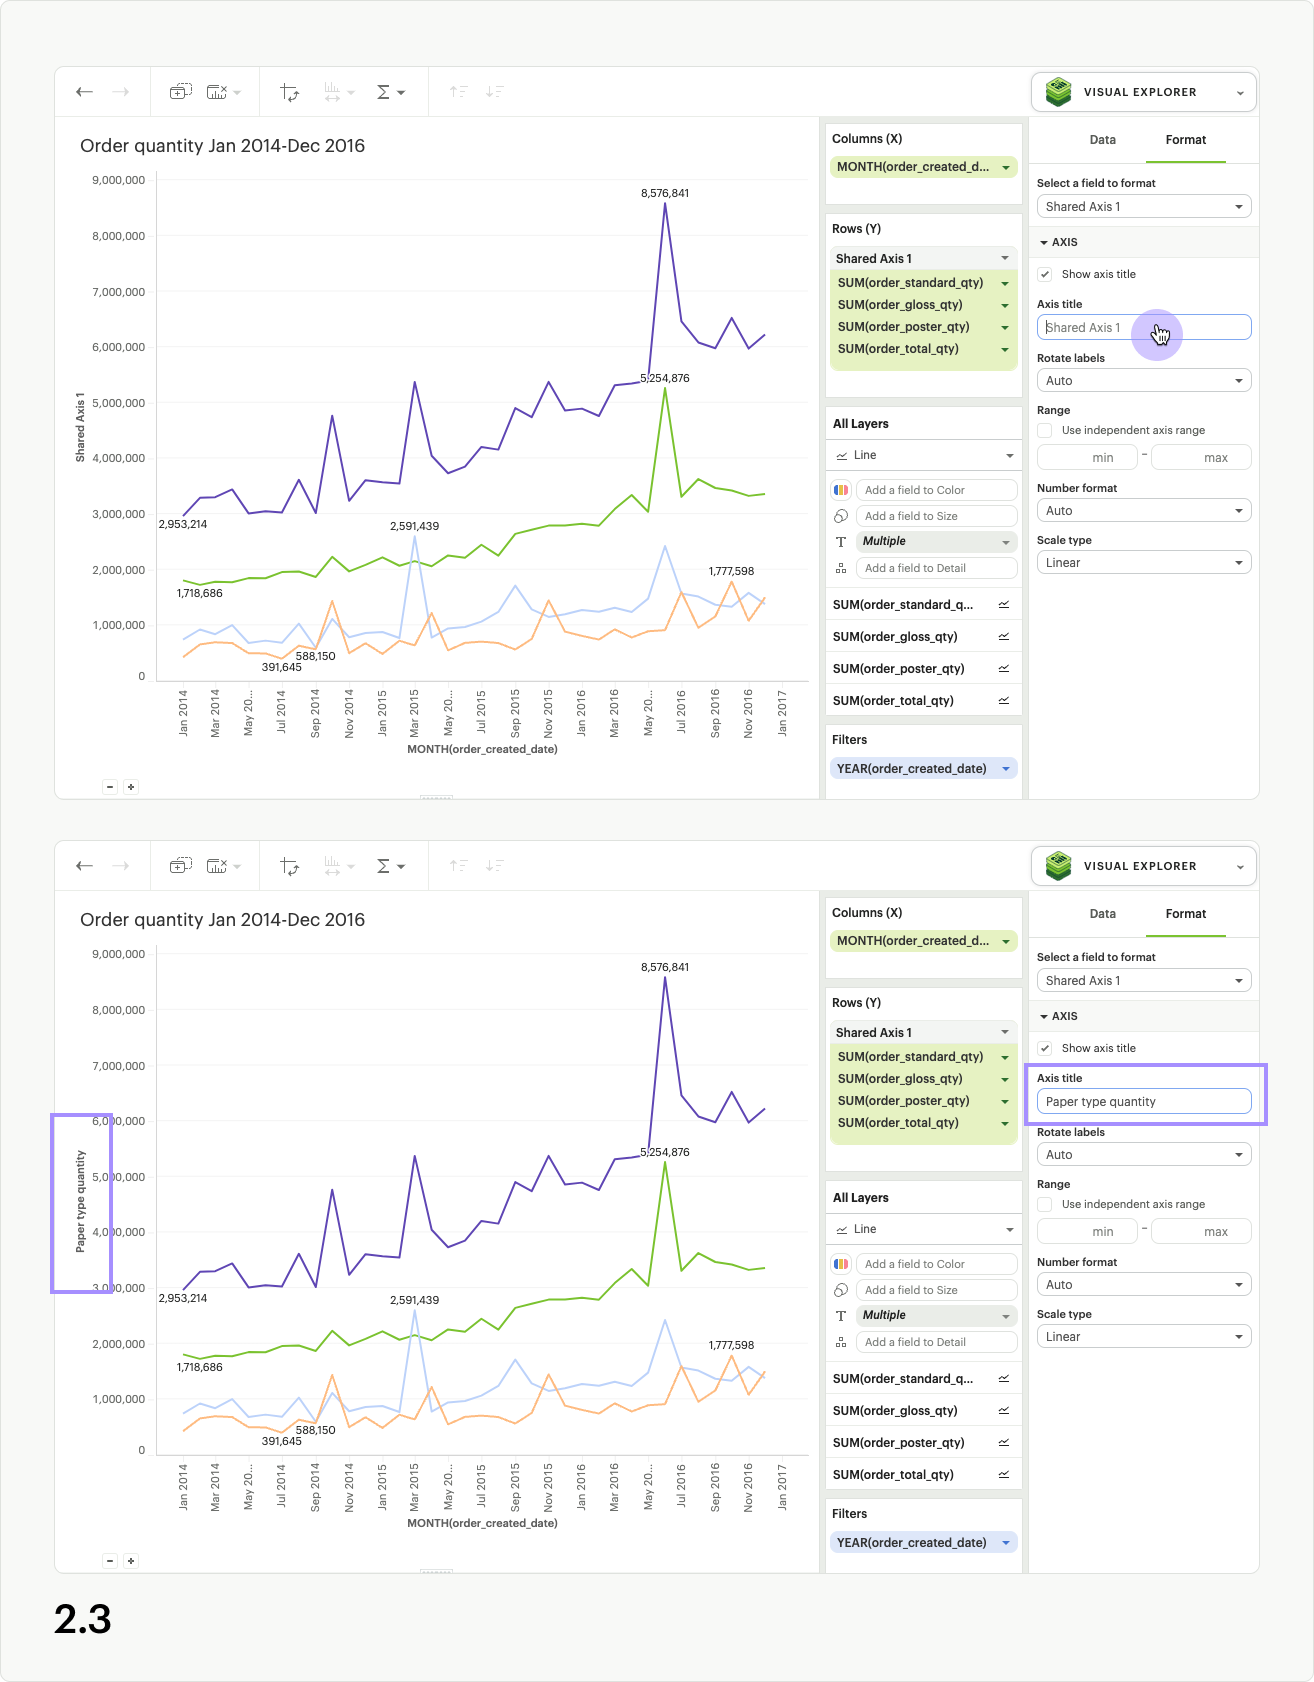 VISUAL EXPLORER
Order quantity Jan 2014-Dec 2016
9,000,000
8,000,000
7,000,000
6,000,000
5,000,000
4,000,000
3,000,000
2,000,000
1,000,000
0
Shared Axis 1
8,576,841
5,254,876
2,953,214
2,591,439
1,777,598
1,718,686
588,150
391,645
Jan 2014
Mar 2014
May 20...
Jul 2014
Sep 2014
Nov 2014
Jan 2015
Mar 2015
May 20...
Jul 2015
Sep 2015
Nov 2015
Jan 2016
Mar 2016
May 20...
Jul 2016
Sep 2016
Nov 2016
Jan 2017
MONTH(order_created_date)
Columns (X)
MONTH(order_created_d...
Rows (Y)
Shared Axis 1
SUM(order_standard_qty)
SUM(order_gloss_qty)
SUM(order_poster_qty)
SUM(order_total_qty)
All Layers
Line
Add a field to Color
Add a field to Size
T Multiple
Add a field to Detail
SUM(order_standard_q...
SUM(order_gloss_qty)
SUM(order_poster_qty)
SUM(order_total_qty)
Filters
YEAR(order_created_date)
Data Format
Select a field to format
Shared Axis 1
AXIS
Show axis title
Axis title
Shared Axis 1
Rotate labels
Auto
Range
Use independent axis range
min - max
Number format
Auto
Scale type
Linear
VISUAL EXPLORER
Order quantity Jan 2014-Dec 2016
9,000,000
8,000,000
7,000,000
6,000,000
5,000,000
4,000,000
3,000,000
2,000,000
1,000,000
0
Paper type quantity
8,576,841
5,254,876
2,953,214
2,591,439
1,777,598
1,718,686
588,150
391,645
Jan 2014
Mar 2014
May 20...
Jul 2014
Sep 2014
Nov 2014
Jan 2015
Mar 2015
May 20...
Jul 2015
Sep 2015
Nov 2015
Jan 2016
Mar 2016
May 20...
Jul 2016
Sep 2016
Nov 2016
Jan 2017
MONTH(order_created_date)
Columns (X)
MONTH(order_created_d...
Rows (Y)
Shared Axis 1
SUM(order_standard_qty)
SUM(order_gloss_qty)
SUM(order_poster_qty)
SUM(order_total_qty)
All Layers
Line
Add a field to Color
Add a field to Size
T Multiple
Add a field to Detail
SUM(order_standard_q...
SUM(order_gloss_qty)
SUM(order_poster_qty)
SUM(order_total_qty)
Filters
YEAR(order_created_date)
Data Format
Select a field to format
Shared Axis 1
AXIS
Show axis title
Axis title
Paper type quantity
Rotate labels
Auto
Range
Use independent axis range
min - max
Number format
Auto
Scale type
Linear
2.3